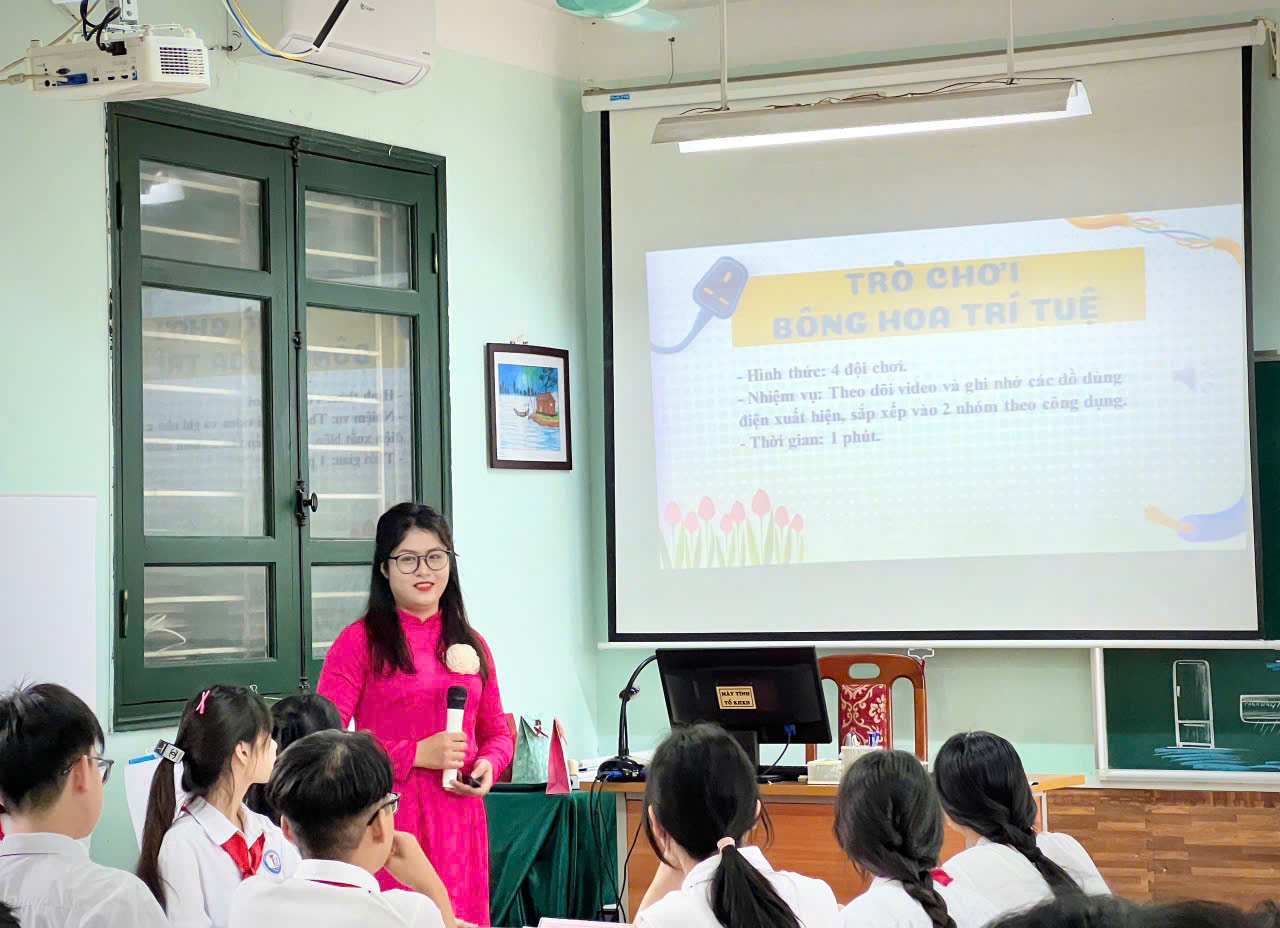 TRÒ CHƠI
BÔNG HOA TRÍ TUỆ
- Hình thức: 4 đội chơi.
- Nhiệm vụ: Theo dõi video và ghi nhớ các đồ dùng
điện xuất hiện, sắp xếp vào 2 nhóm theo công dụng.
- Thời gian: 1 phút.
MÁY TÍNH
TỔ KHXH